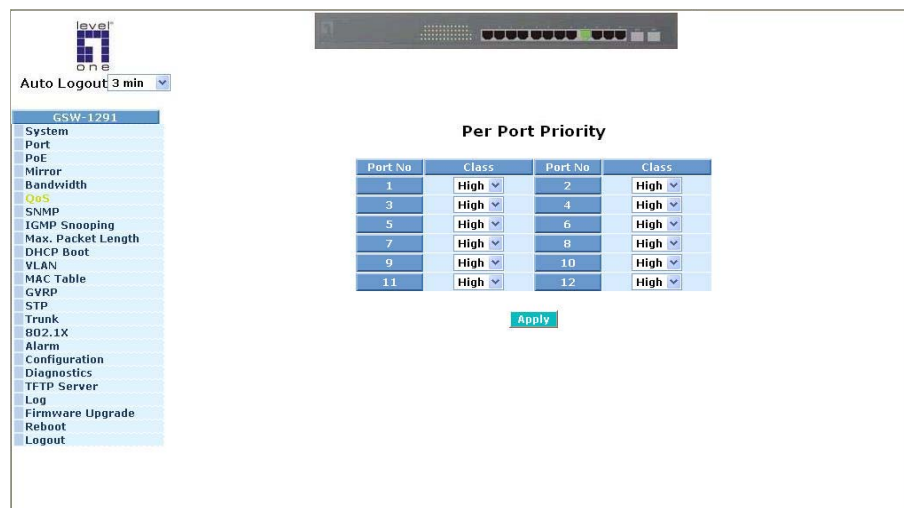 level
one
Auto Logout 3 min
GSW-1291
System
Port
PoE
Mirror
Bandwidth
QoS
SNMP
IGMP Snooping
Max. Packet Length
DHCP Boot
VLAN
MAC Table
GVRP
STP
Trunk
802.1X
Alarm
Configuration
Diagnostics
TFTP Server
Log
Firmware Upgrade
Reboot
Logout
Per Port Priority
Port No Class Port No Class
1 High 2 High
3 High 4 High
5 High 6 High
7 High 8 High
9 High 10 High
11 High 12 High
Apply